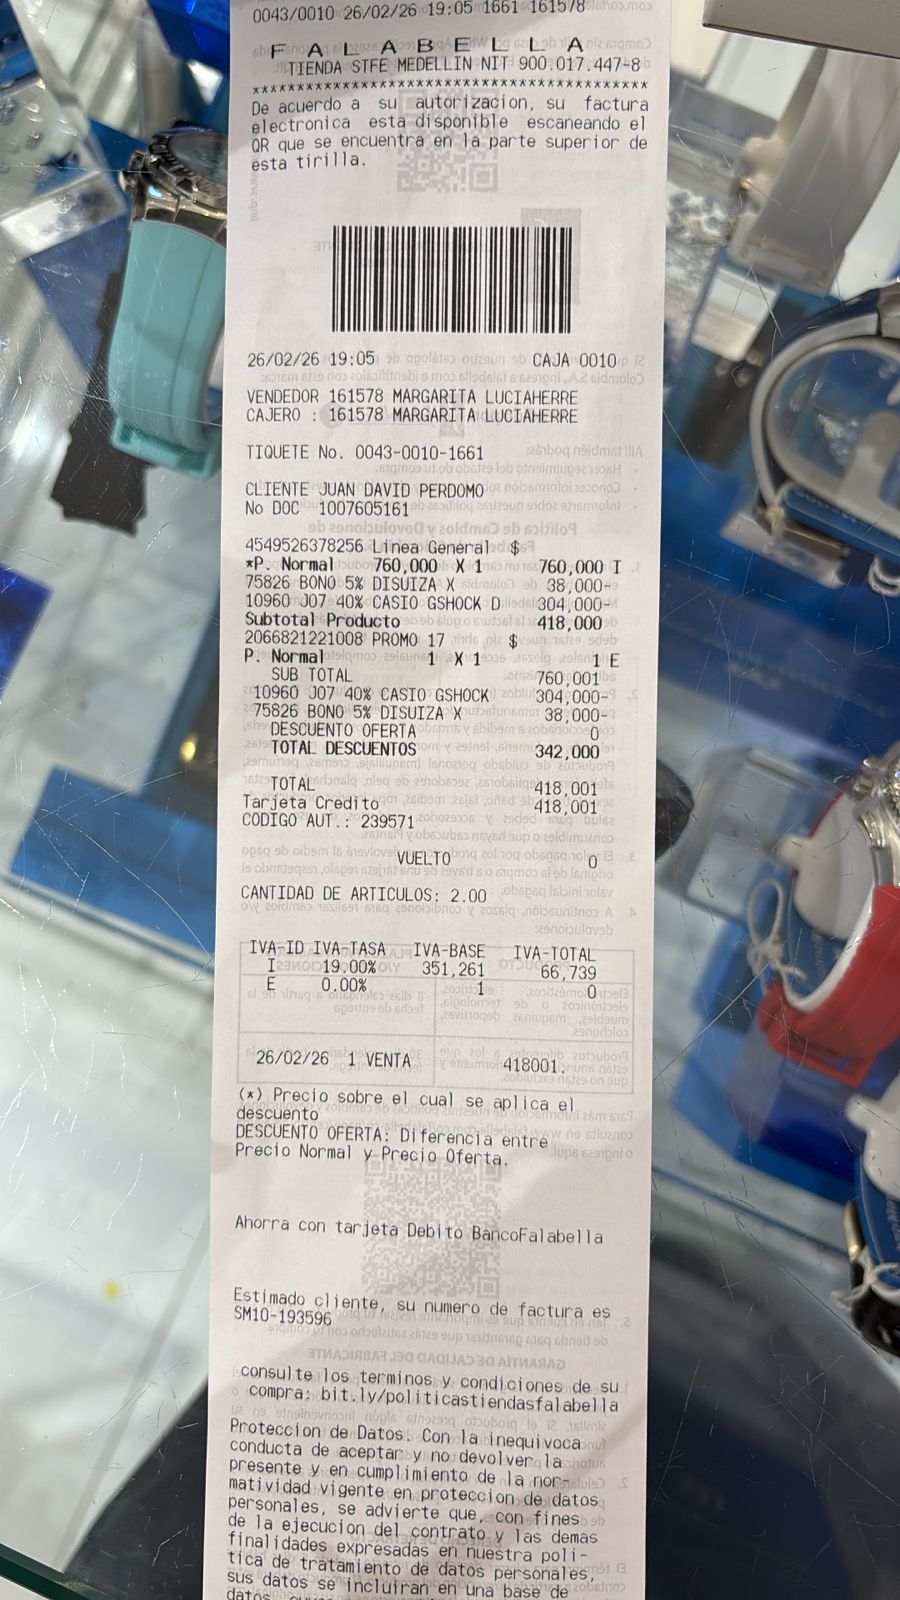 0043/0010 26/02/26 19:05 1661 161578
FALABELLA
TIENDA STFE MEDELLIN NIT 900.017.447-8
****************************************
De acuerdo a su autorizacion, su factura
electronica esta disponible escaneando el
QR que se encuentra en la parte superior de
esta tirilla.
26/02/26 19:05 CAJA 0010
VENDEDOR 161578 MARGARITA LUCIAHERRE
CAJERO : 161578 MARGARITA LUCIAHERRE
TIQUETE No. 0043-0010-1661
CLIENTE JUAN DAVID PERDOMO
No DOC 1007605161
4549526378256 Linea General $
*P. Normal 760,000 X 1 760,000 I
75826 BONO 5% DISUIZA X 38,000-
10960 J07 40% CASIO GSHOCK D 304,000-
Subtotal Producto 418,000
2066821221008 PROMO 17 $
P. Normal 1 X 1 1 E
SUB TOTAL 760,001
10960 J07 40% CASIO GSHOCK 304,000-
75826 BONO 5% DISUIZA X 38,000-
DESCUENTO OFERTA 0
TOTAL DESCUENTOS 342,000
TOTAL 418,001
Tarjeta Credito 418,001
CODIGO AUT.: 239571
VUELTO 0
CANTIDAD DE ARTICULOS: 2.00
IVA-ID IVA-TASA IVA-BASE IVA-TOTAL
I 19.00% 351,261 66,739
E 0.00% 1 0
26/02/26 1 VENTA 418001.
(*) Precio sobre el cual se aplica el
descuento
DESCUENTO OFERTA: Diferencia entre
Precio Normal y Precio Oferta.
Ahorra con tarjeta Debito BancoFalabella
Estimado cliente, su numero de factura es
SM10-193596
consulte los terminos y condiciones de su
compra: bit.ly/politicastiendasfalabella
Proteccion de Datos. Con la inequivoca
conducta de aceptar y no devolver la
presente y en cumplimiento de la nor-
matividad vigente en proteccion de datos
personales, se advierte que, con fines
de la ejecucion del contrato y las demas
finalidades expresadas en nuestra poli-
tica de tratamiento de datos personales,
sus datos se incluiran en una base de